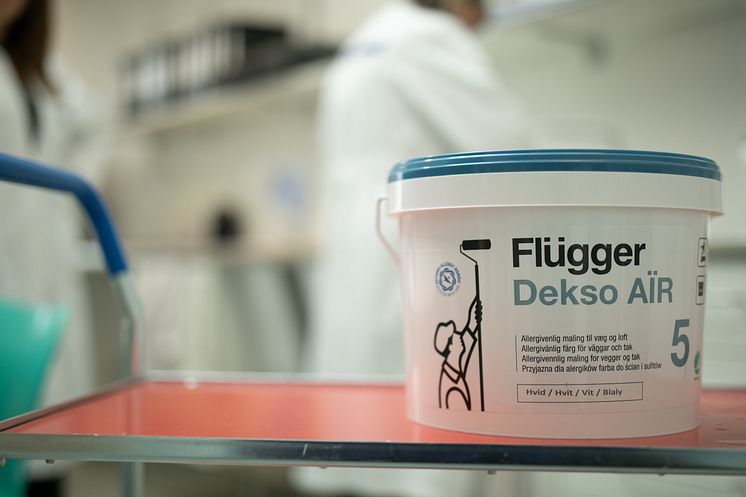 Flügger
Dekso AÏR
5
Allergivenlig maling til væg og loft
Allergivänlig färg för väggar och tak
Allergivennlig maling for vegger og tak
Przyjazna dla alergików farba do ścian i sufitów
Hvid / Hvit / Vit / Biały